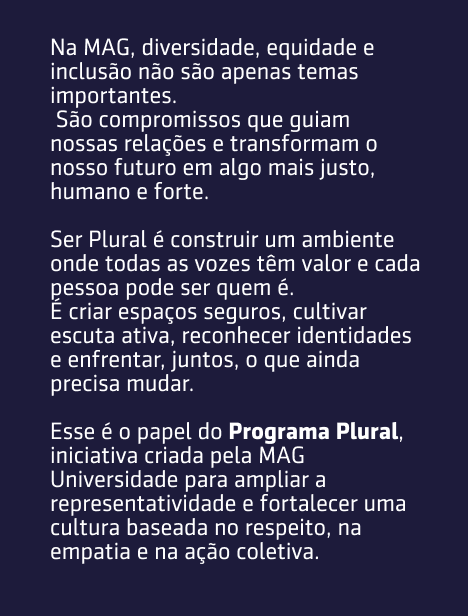 Na MAG, diversidade, equidade e
inclusão não são apenas temas
importantes.
São compromissos que guiam
nossas relações e transformam o
nosso futuro em algo mais justo,
humano e forte.
Ser Plural é construir um ambiente
onde todas as vozes têm valor e cada
pessoa pode ser quem é.
É criar espaços seguros, cultivar
escuta ativa, reconhecer identidades
e enfrentar, juntos, o que ainda
precisa mudar.
Esse é o papel do Programa Plural,
iniciativa criada pela MAG
Universidade para ampliar a
representatividade e fortalecer uma
cultura baseada no respeito, na
empatia e na ação coletiva.